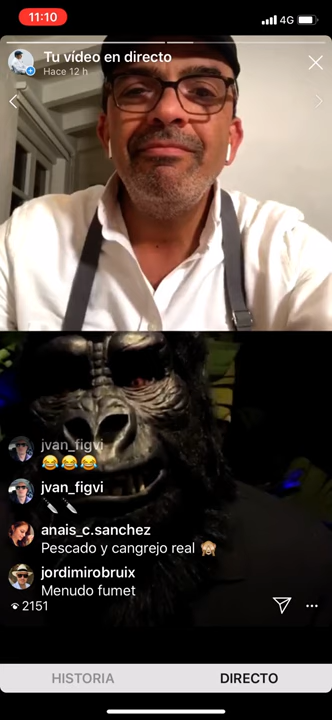 11:10
4G
Tu vídeo en directo
Hace 12 h
jvan_figvi
😂😂😂
jvan_figvi
🔪🔪
anais_c.sanchez
Pescado y cangrejo real 🙈
jordimirobruix
Menudo fumet
2151
HISTORIA
DIRECTO